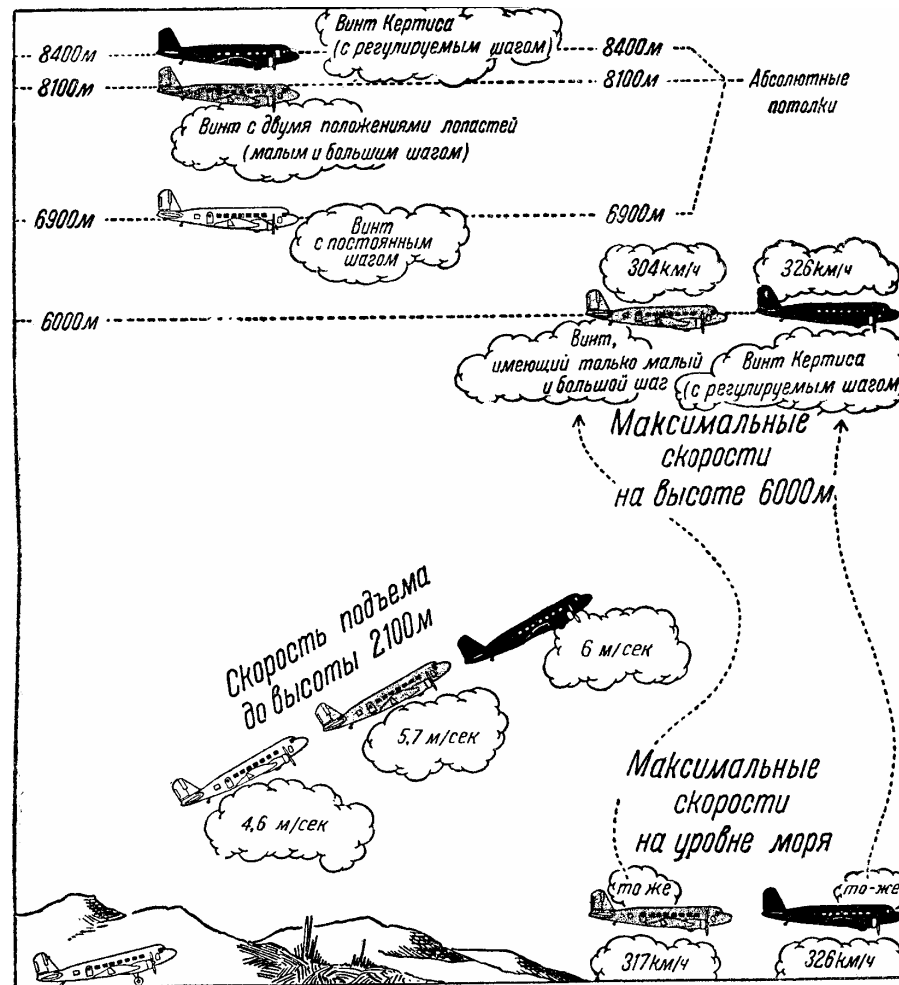 Винт Кертиса
(с регулируемым шагом)
8400м
8400м
8100м
8100м
Абсолютные
потолки
Винт с двумя положениями лопастей
(малым и большим шагом)
6900м
6900м
Винт
с постоянным
шагом
304км/ч
326км/ч
6000м
Винт,
имеющий только малый
и большой шаг
Винт Кертиса
(с регулируемым шагом)
Максимальные
скорости
на высоте 6000м
Скорость подъема
до высоты 2100м
6 м/сек
5,7 м/сек
4,6 м/сек
Максимальные
скорости
на уровне моря
то же
то-же
317км/ч
326км/ч